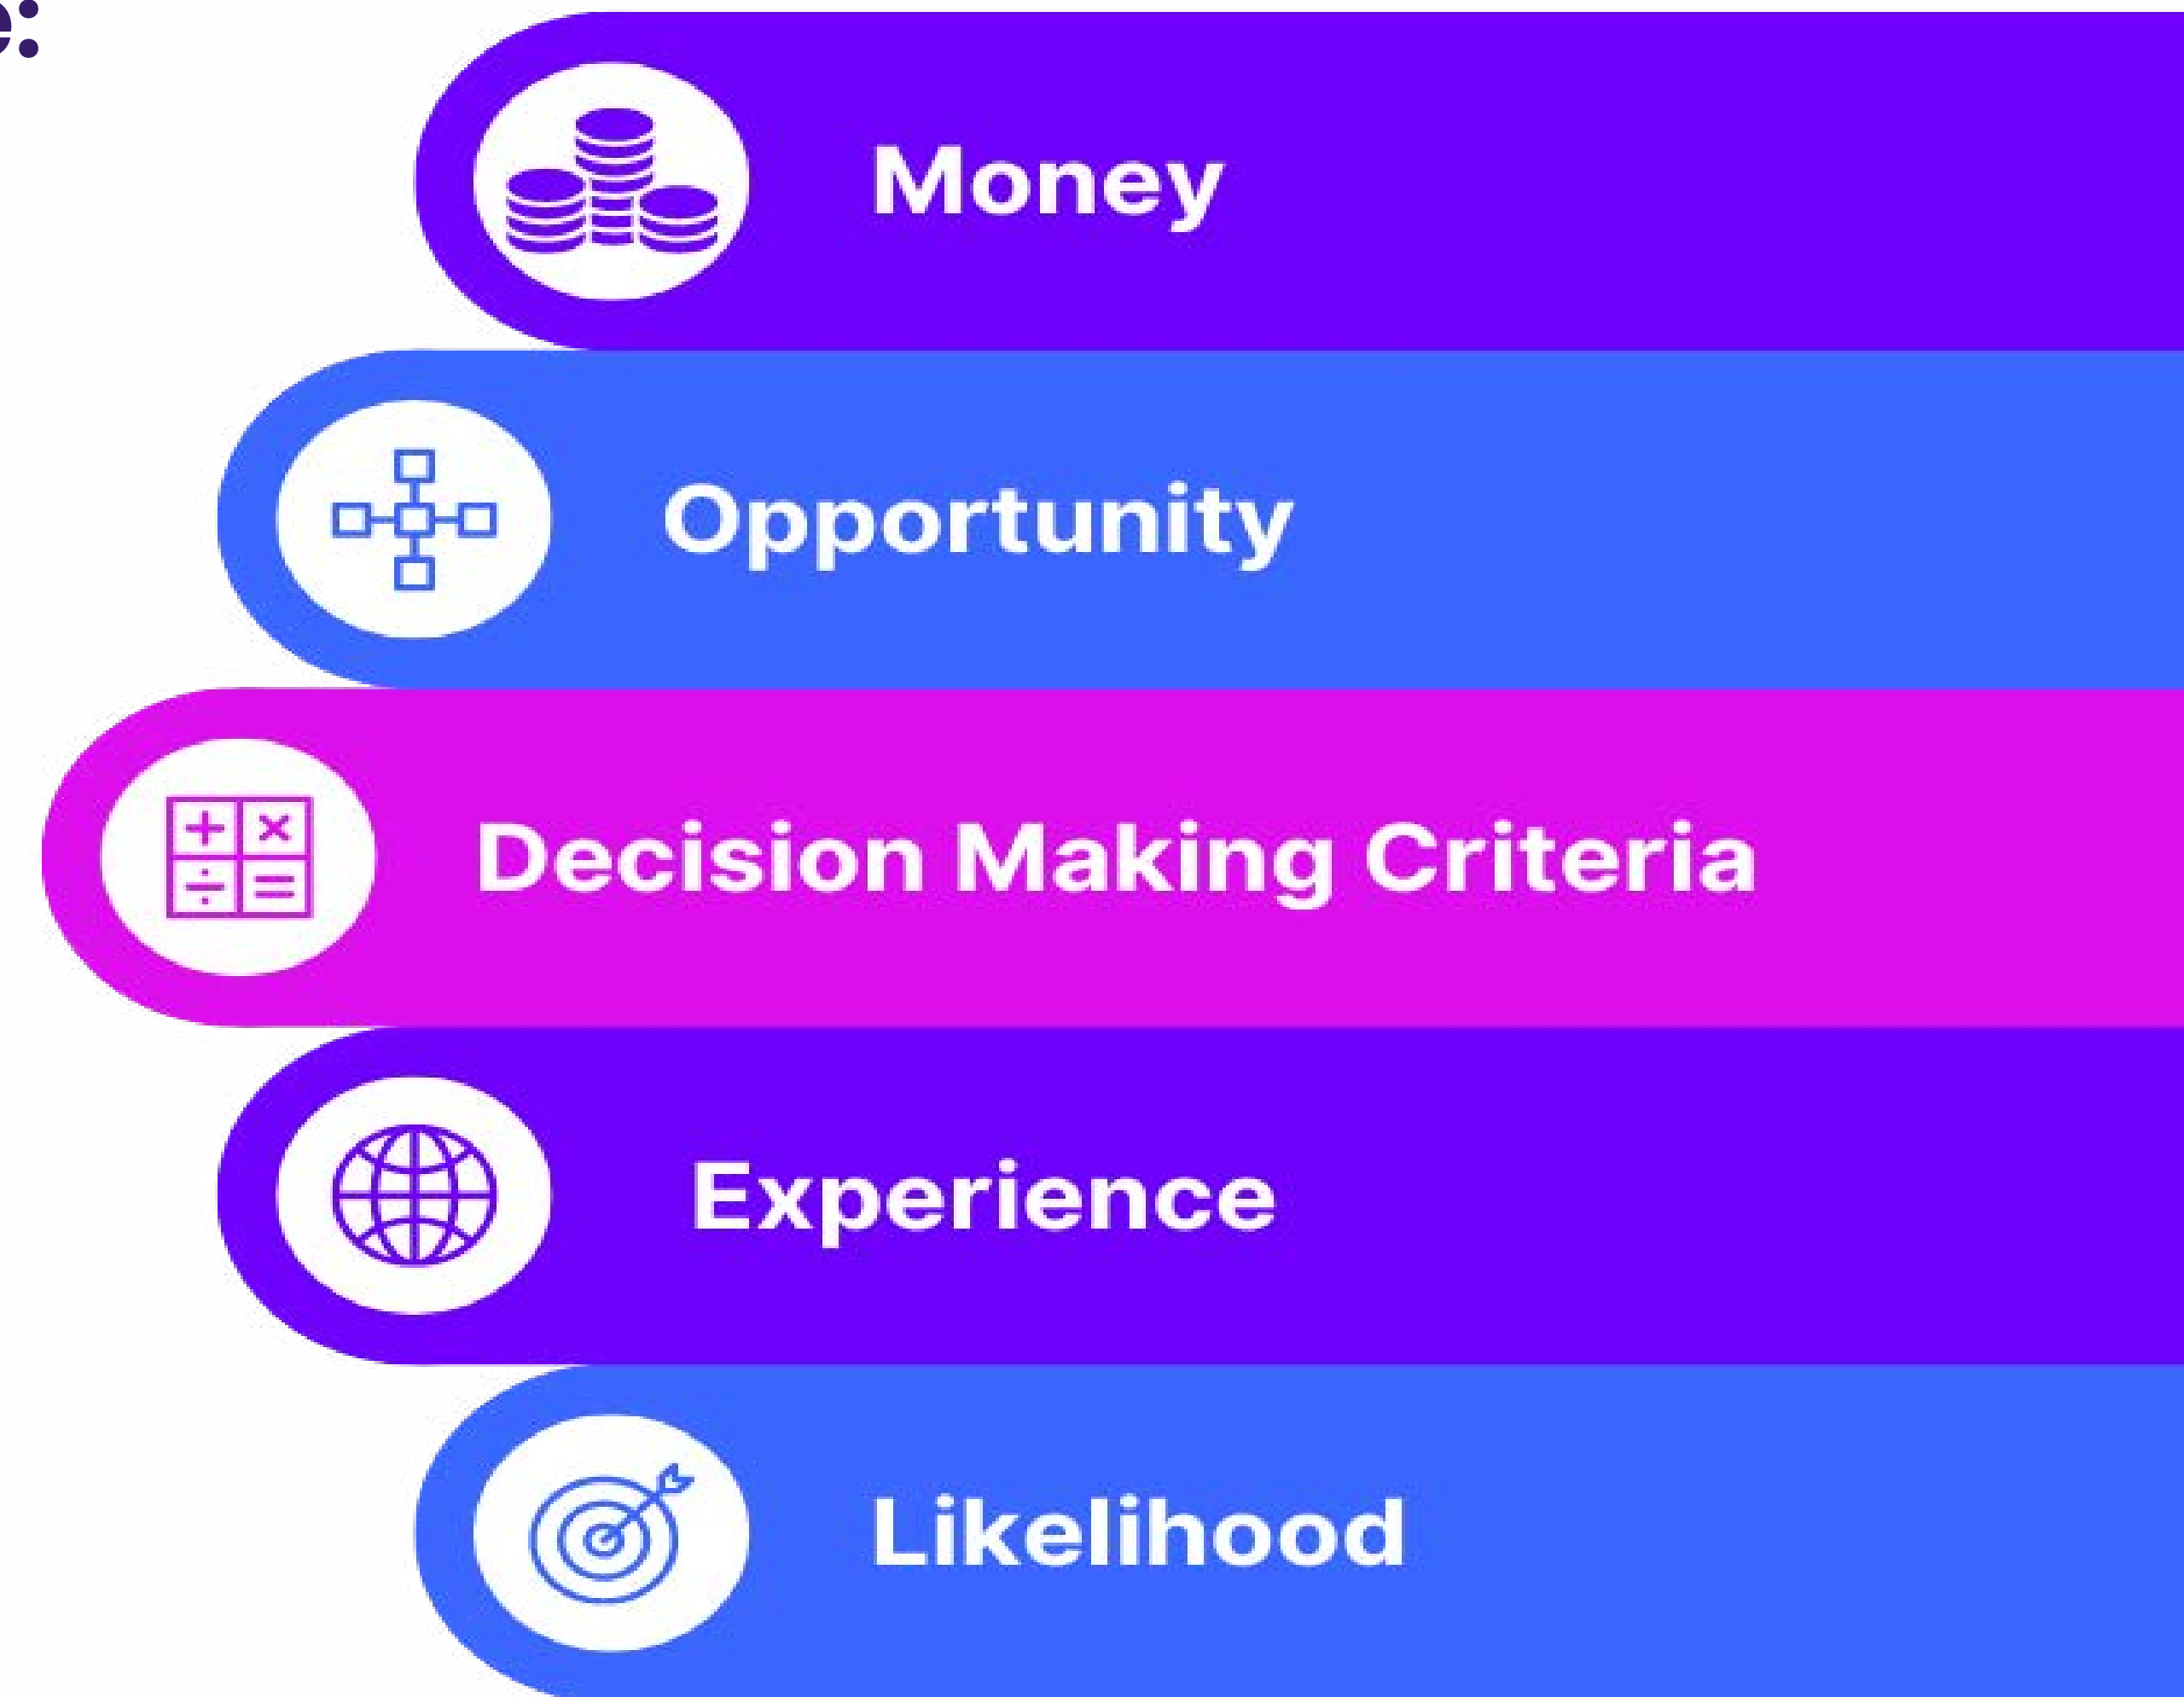 e:
Money
Opportunity
Decision Making Criteria
Experience
Likelihood